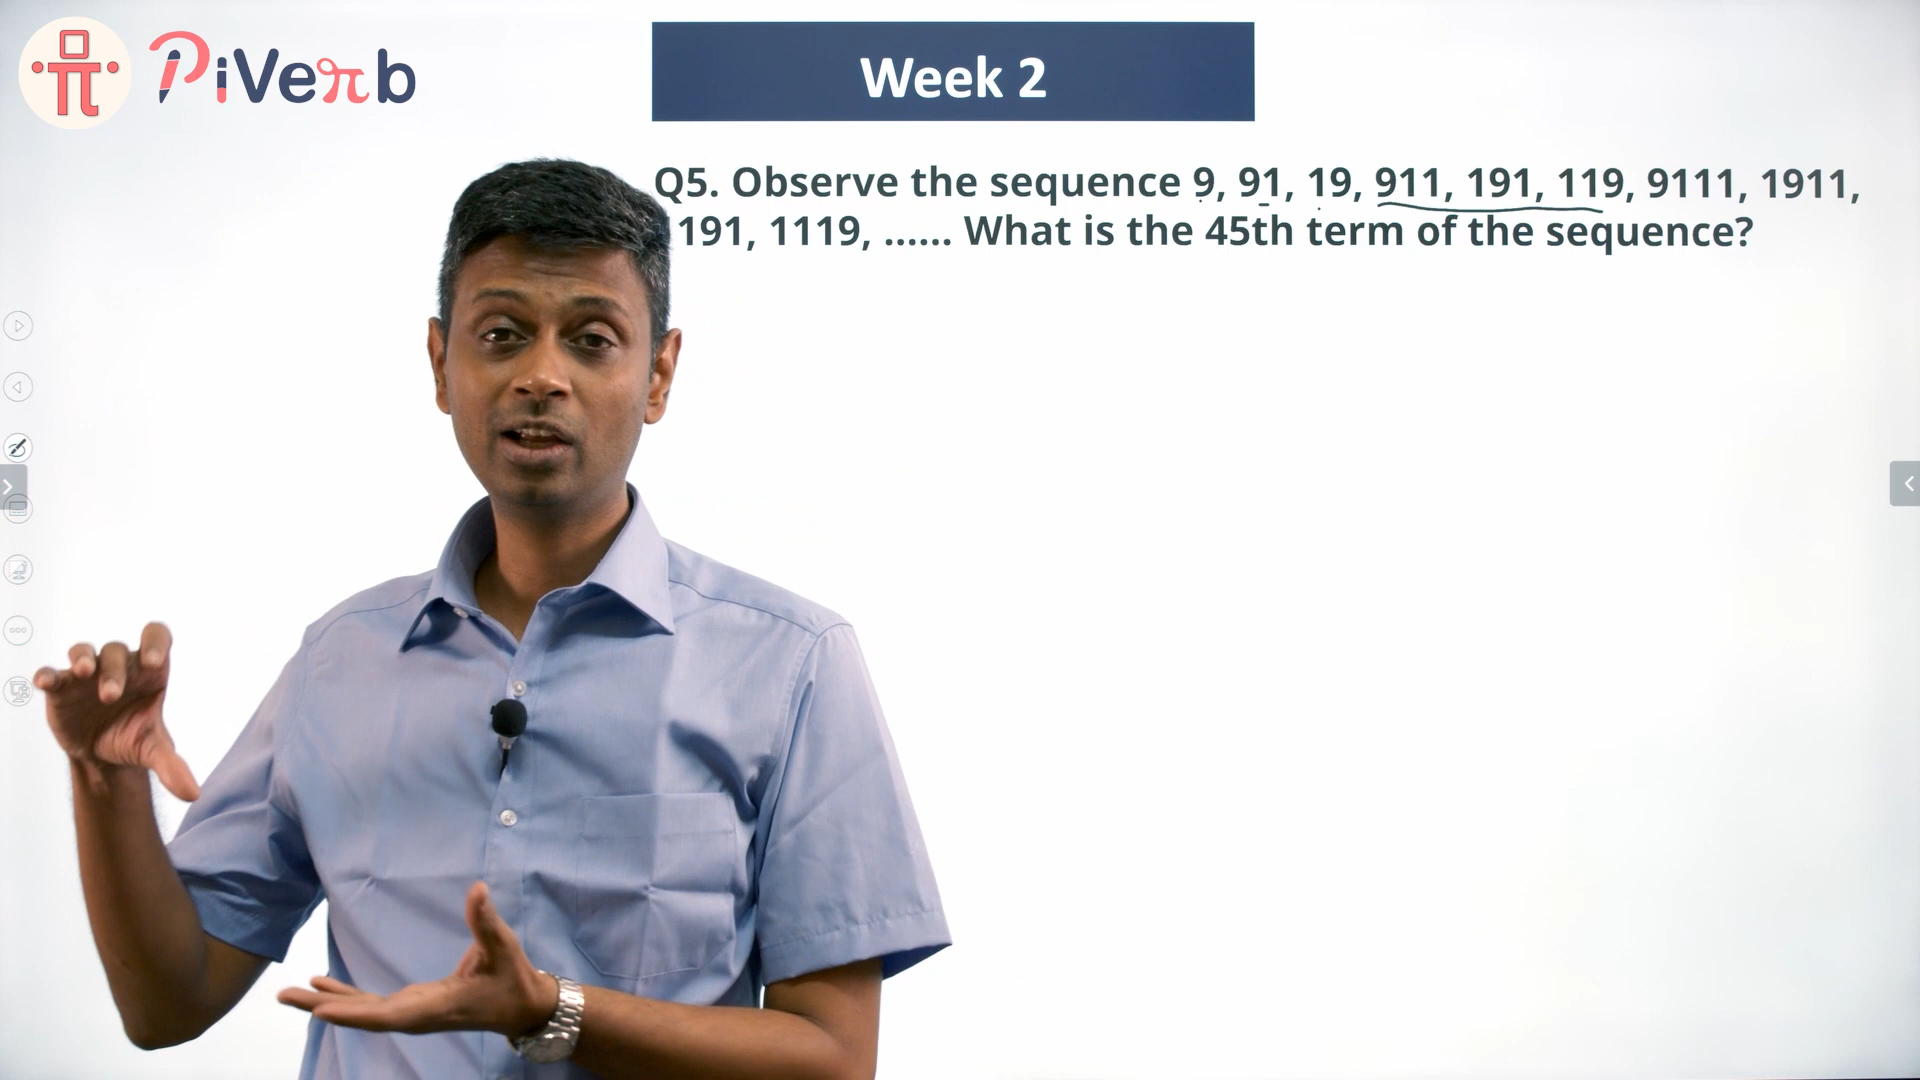 PiVerb
Week 2
Q5. Observe the sequence 9, 91, 19, 911, 191, 119, 9111, 1911,
191, 1119, ...... What is the 45th term of the sequence?